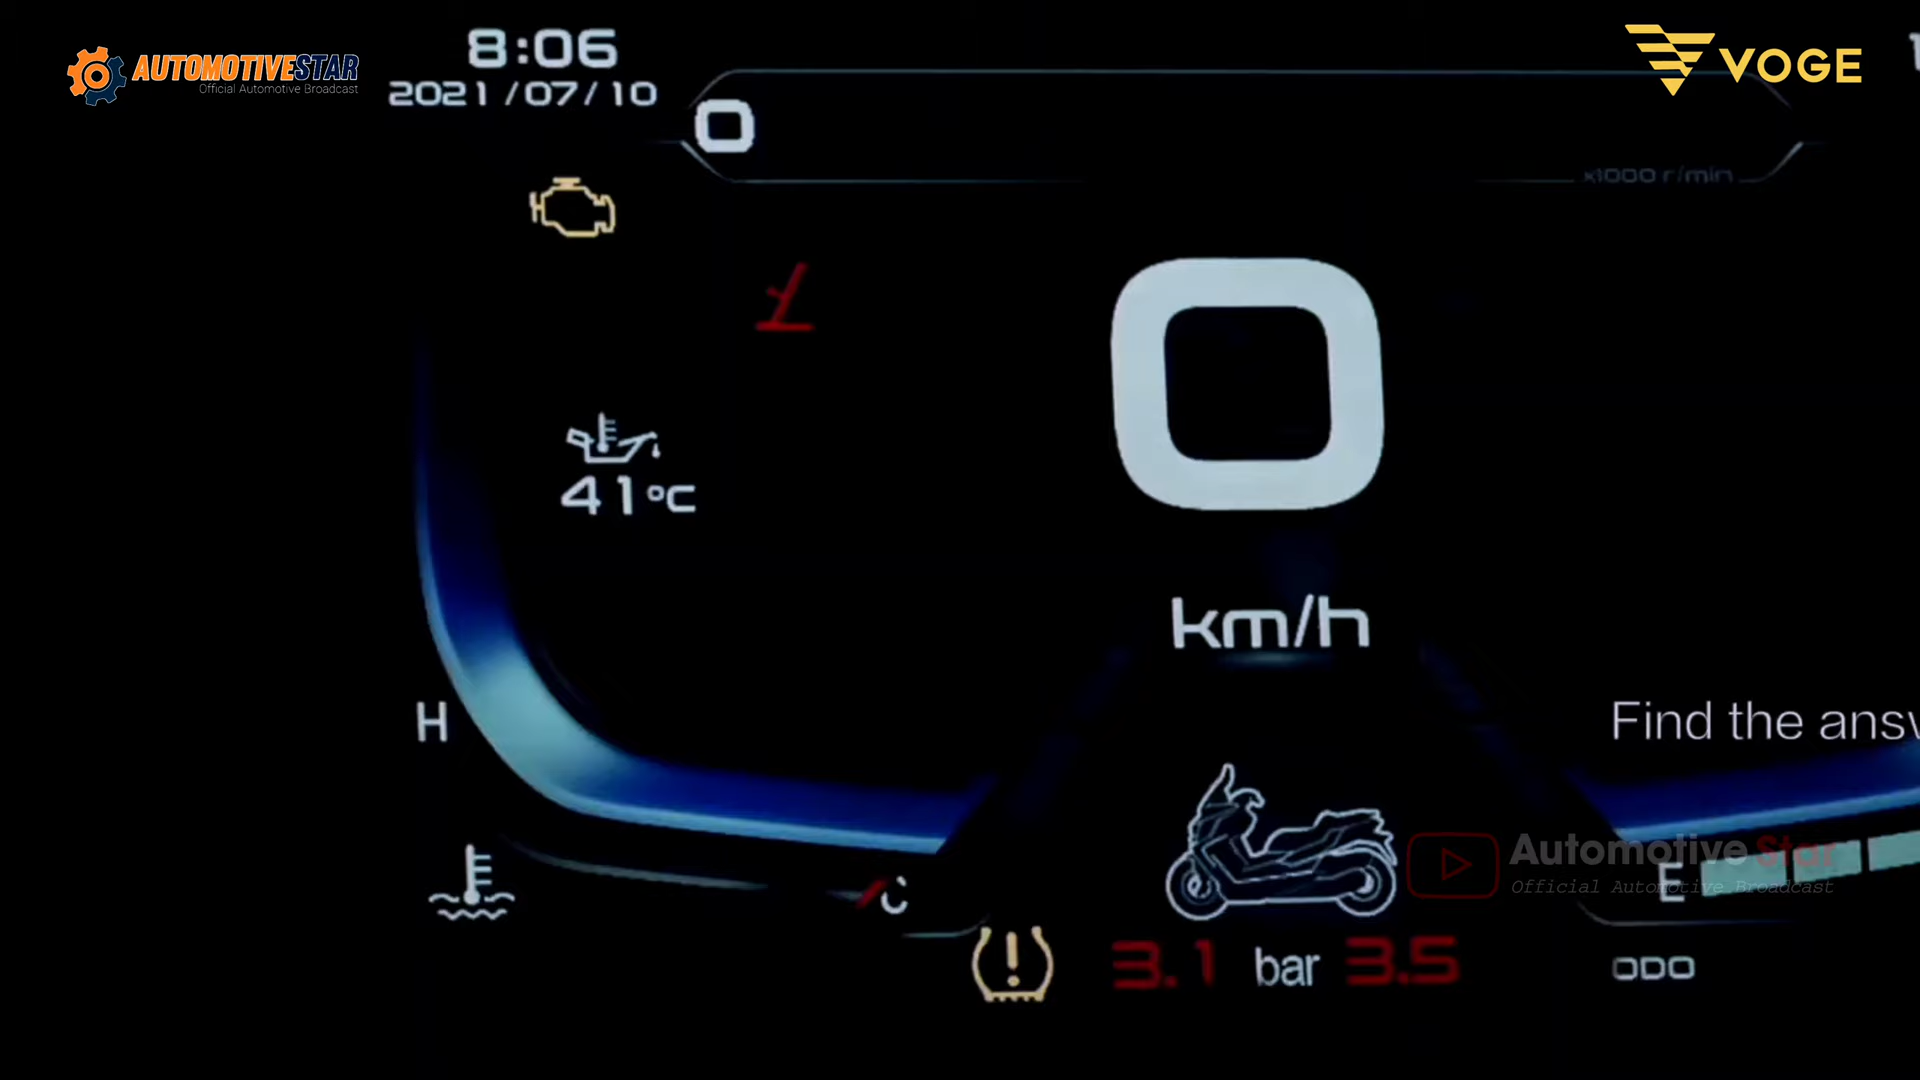 8:06
2021/07/10
AUTOMOTIVESTAR
Official Automotive Broadcast
VOGE
0
x1000 r/min
0
41°C
km/h
H
Find the answ
C
Automotive Star
Official Automotive Broadcast
E
3.1 bar 3.5
ODO